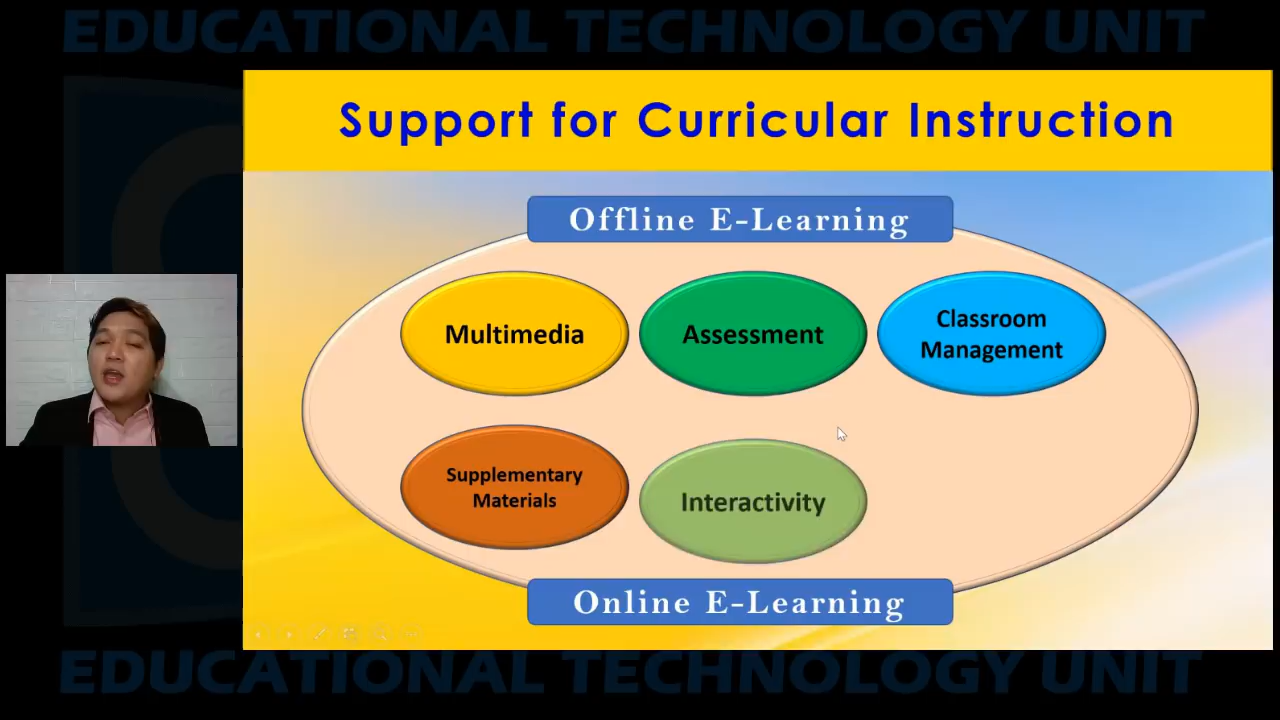 EDUCATIONAL TECHNOLOGY UNIT
Support for Curricular Instruction
Offline E-Learning
Multimedia
Assessment
Classroom
Management
Supplementary
Materials
Interactivity
Online E-Learning
EDUCATIONAL TECHNOLOGY UNIT